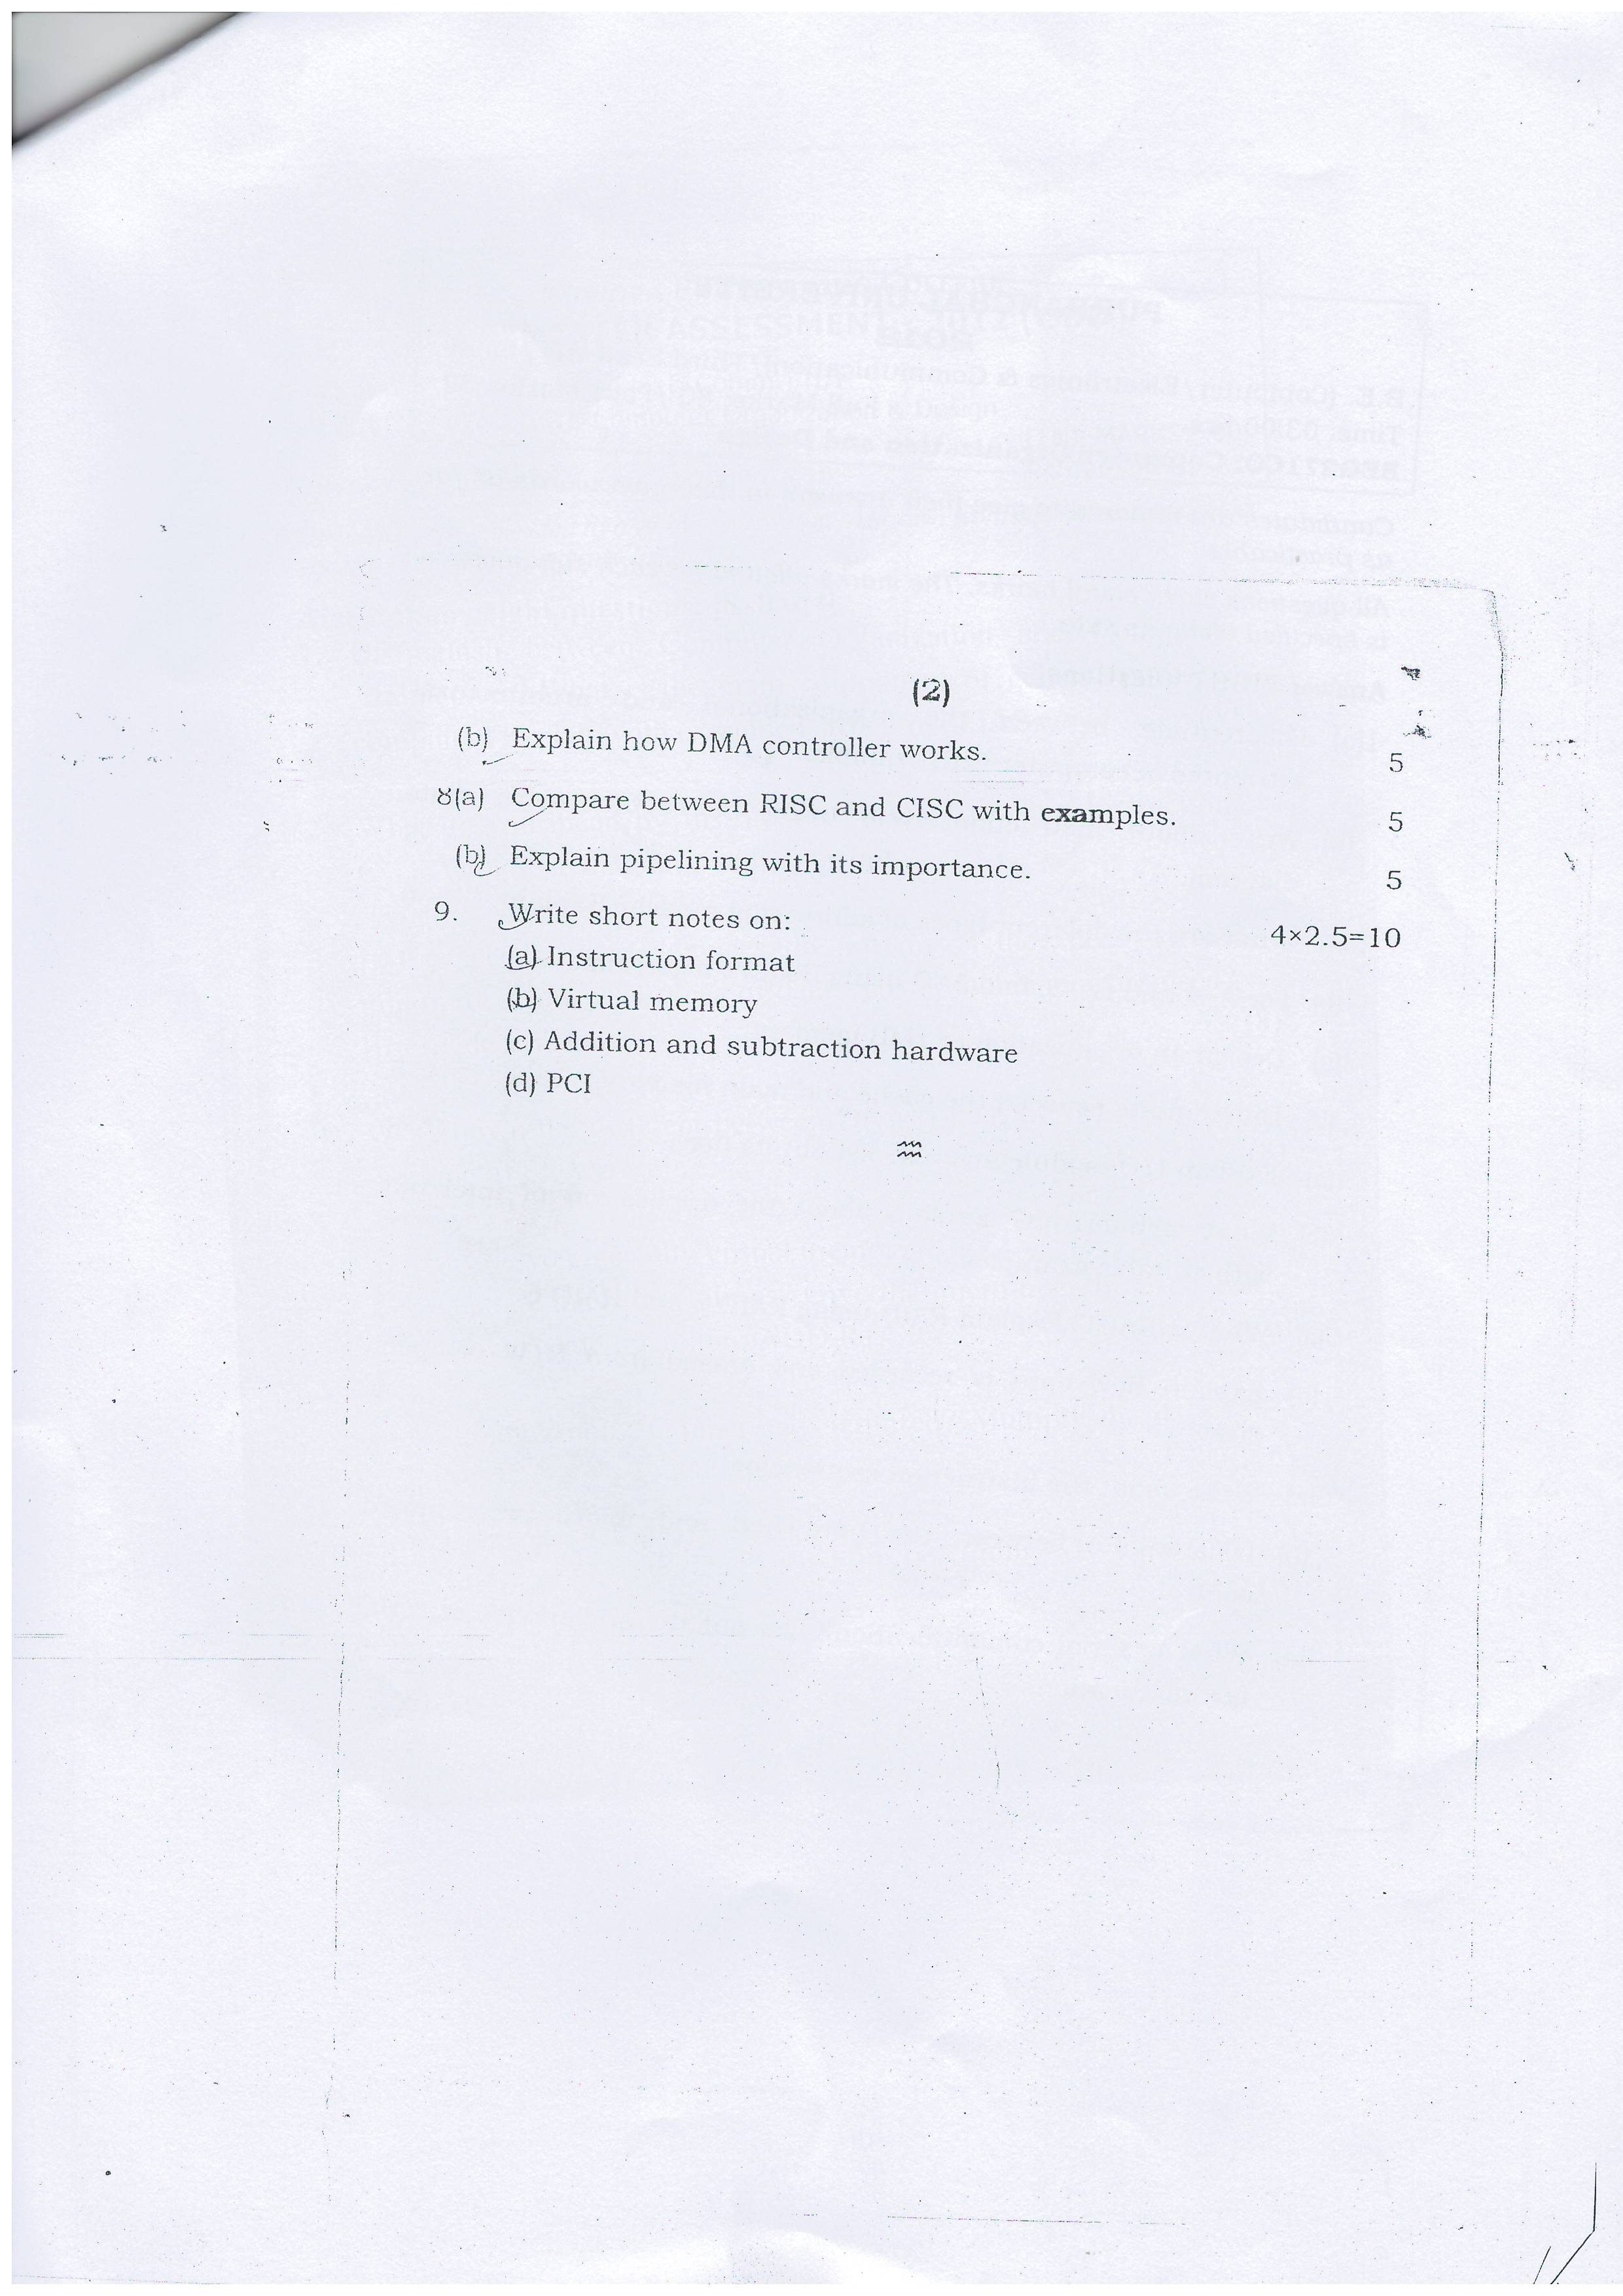 (2)
(b) Explain how DMA controller works. 5
8(a) Compare between RISC and CISC with examples. 5
(b) Explain pipelining with its importance. 5
9. Write short notes on: 4×2.5=10
(a) Instruction format
(b) Virtual memory
(c) Addition and subtraction hardware
(d) PCI